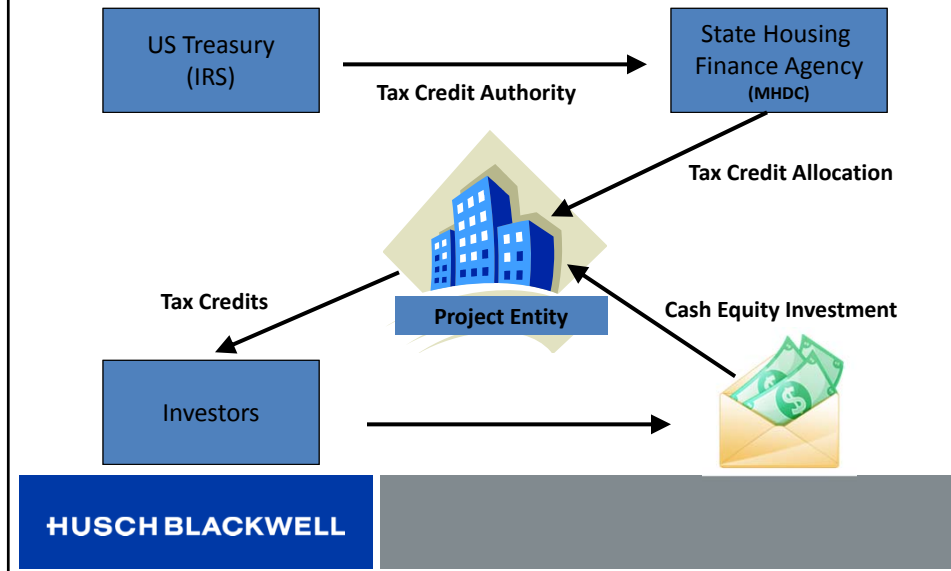 US Treasury
(IRS)
State Housing
Finance Agency
(MHDC)
Tax Credit Authority
Tax Credit Allocation
Tax Credits
Project Entity
Cash Equity Investment
Investors
$
HUSCH BLACKWELL